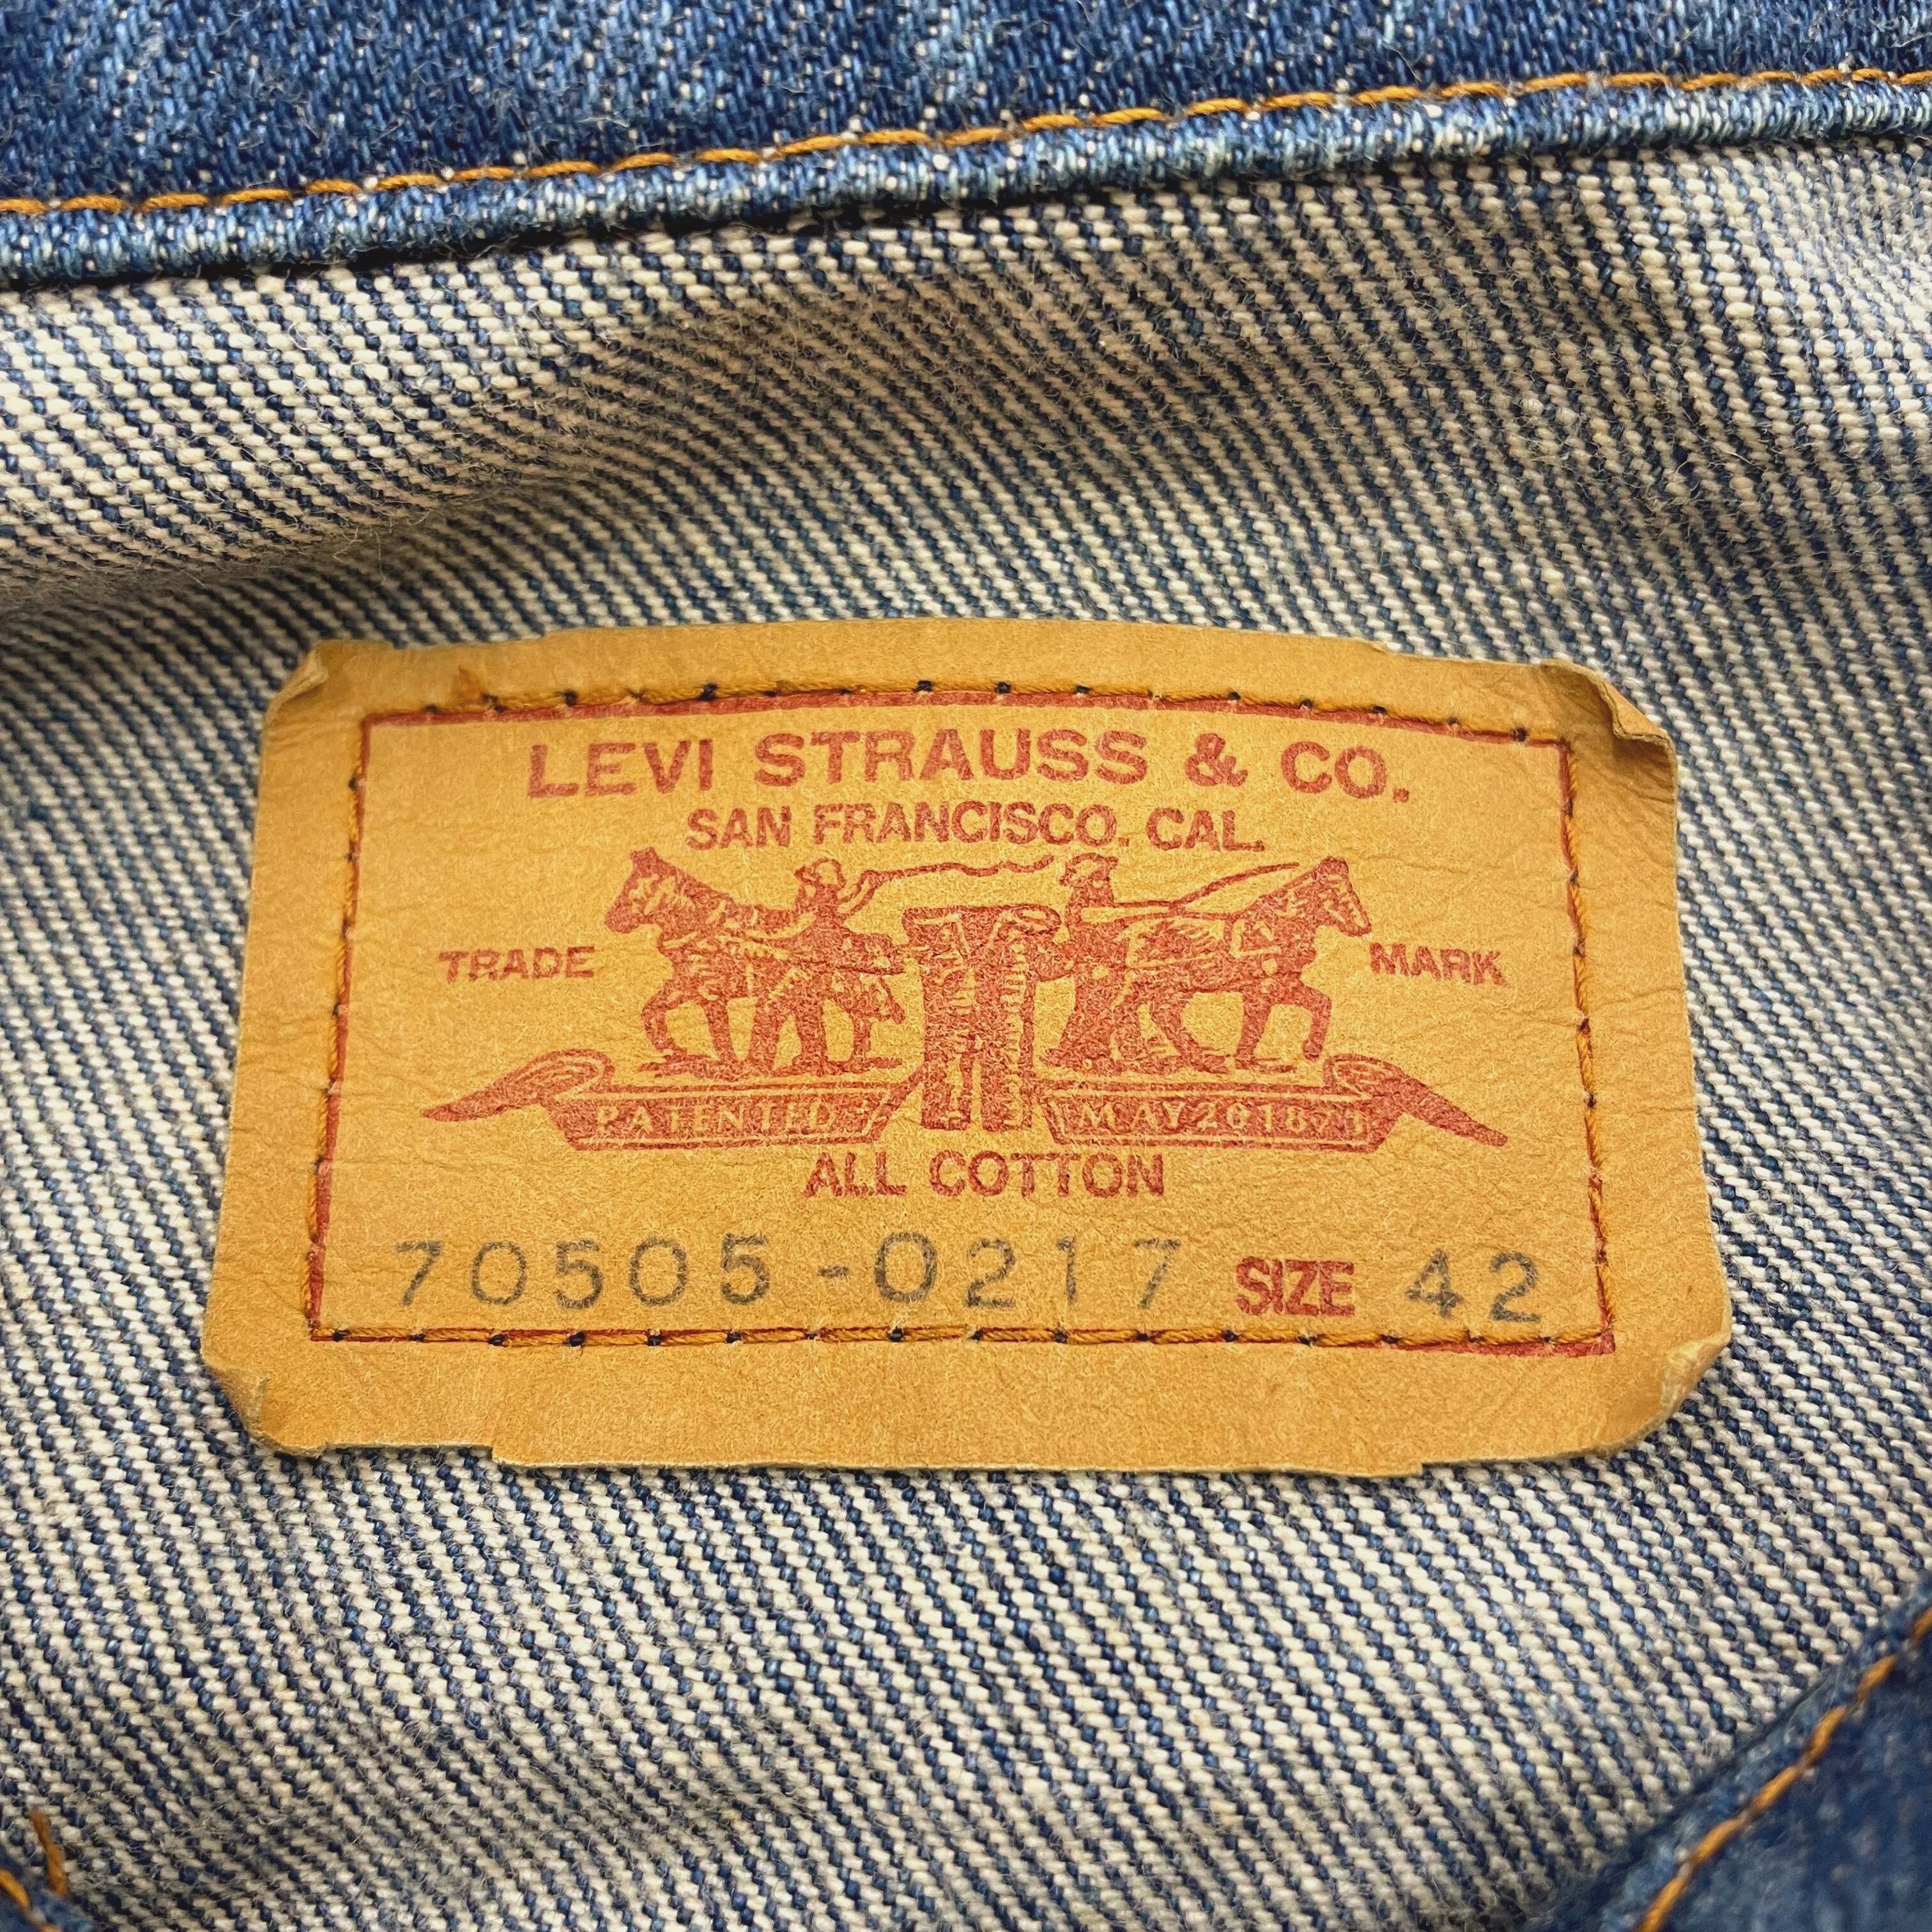 LEVI STRAUSS & CO.
SAN FRANCISCO. CAL.
TRADE MARK
PATENTED MAY 20 1873
ALL COTTON
70505-0217 SIZE 42